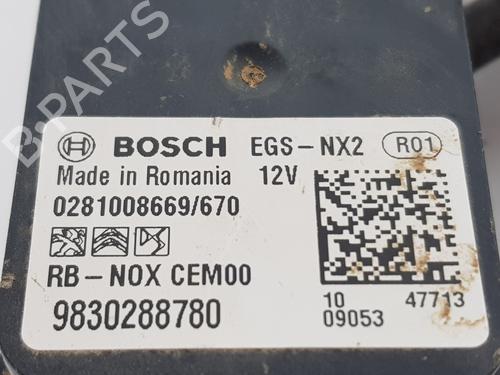 BOSCH EGS-NX2 R01
Made in Romania 12V
0281008669/670
RB-NOX CEM00
9830288780
10 47713
09053
B-PARTS